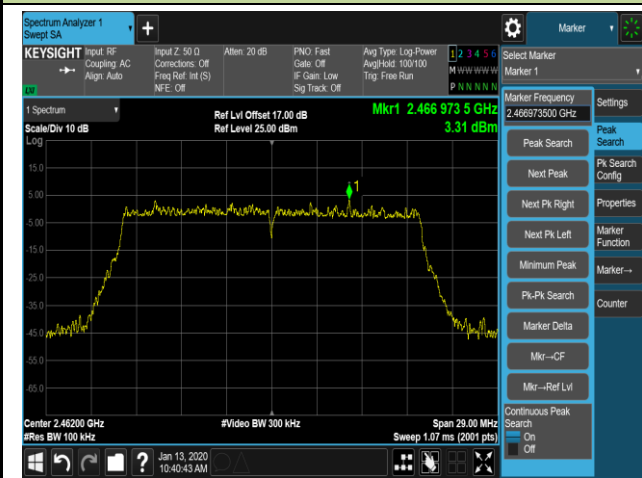 Spectrum Analyzer 1
Swept SA
Marker
KEYSIGHT
Input: RF
Coupling: AC
Align: Auto
Input Z: 50 Ω
Corrections: Off
Freq Ref: Int (S)
NFE: Off
Atten: 20 dB
PNO: Fast
Gate: Off
IF Gain: Low
Sig Track: Off
Avg Type: Log-Power
Avg|Hold: 100/100
Trig: Free Run
1 2 3 4 5 6
M W W W W W
P N N N N N
Select Marker
Marker 1
1 Spectrum
Scale/Div 10 dB
Log
Ref Lvl Offset 17.00 dB
Ref Level 25.00 dBm
Mkr1 2.466 973 5 GHz
3.31 dBm
15.0
5.00
-5.00
-15.0
-25.0
-35.0
-45.0
-55.0
-65.0
1
Center 2.46200 GHz
#Res BW 100 kHz
#Video BW 300 kHz
Span 29.00 MHz
Sweep 1.07 ms (2001 pts)
Marker Frequency
2.466973500 GHz
Peak Search
Next Peak
Next Pk Right
Next Pk Left
Minimum Peak
Pk-Pk Search
Marker Delta
Mkr→CF
Mkr→Ref Lvl
Continuous Peak
Search
On
Off
Settings
Peak
Search
Pk Search
Config
Properties
Marker
Function
Marker→
Counter
?
Jan 13, 2020
10:40:43 AM